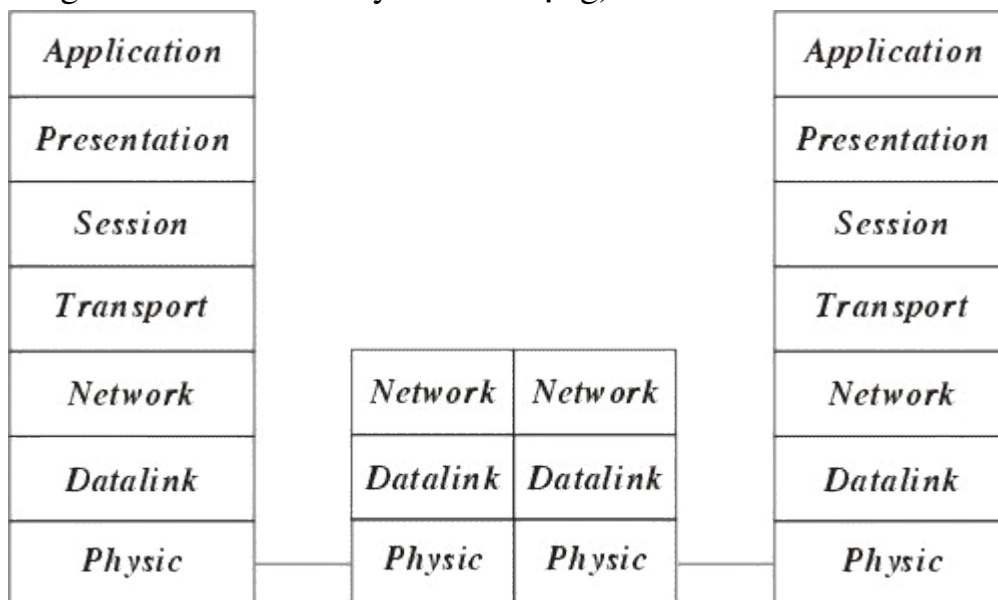 Application
Presentation
Session
Transport
Network
Datalink
Physic
Network Network
Datalink Datalink
Physic Physic
Application
Presentation
Session
Transport
Network
Datalink
Physic